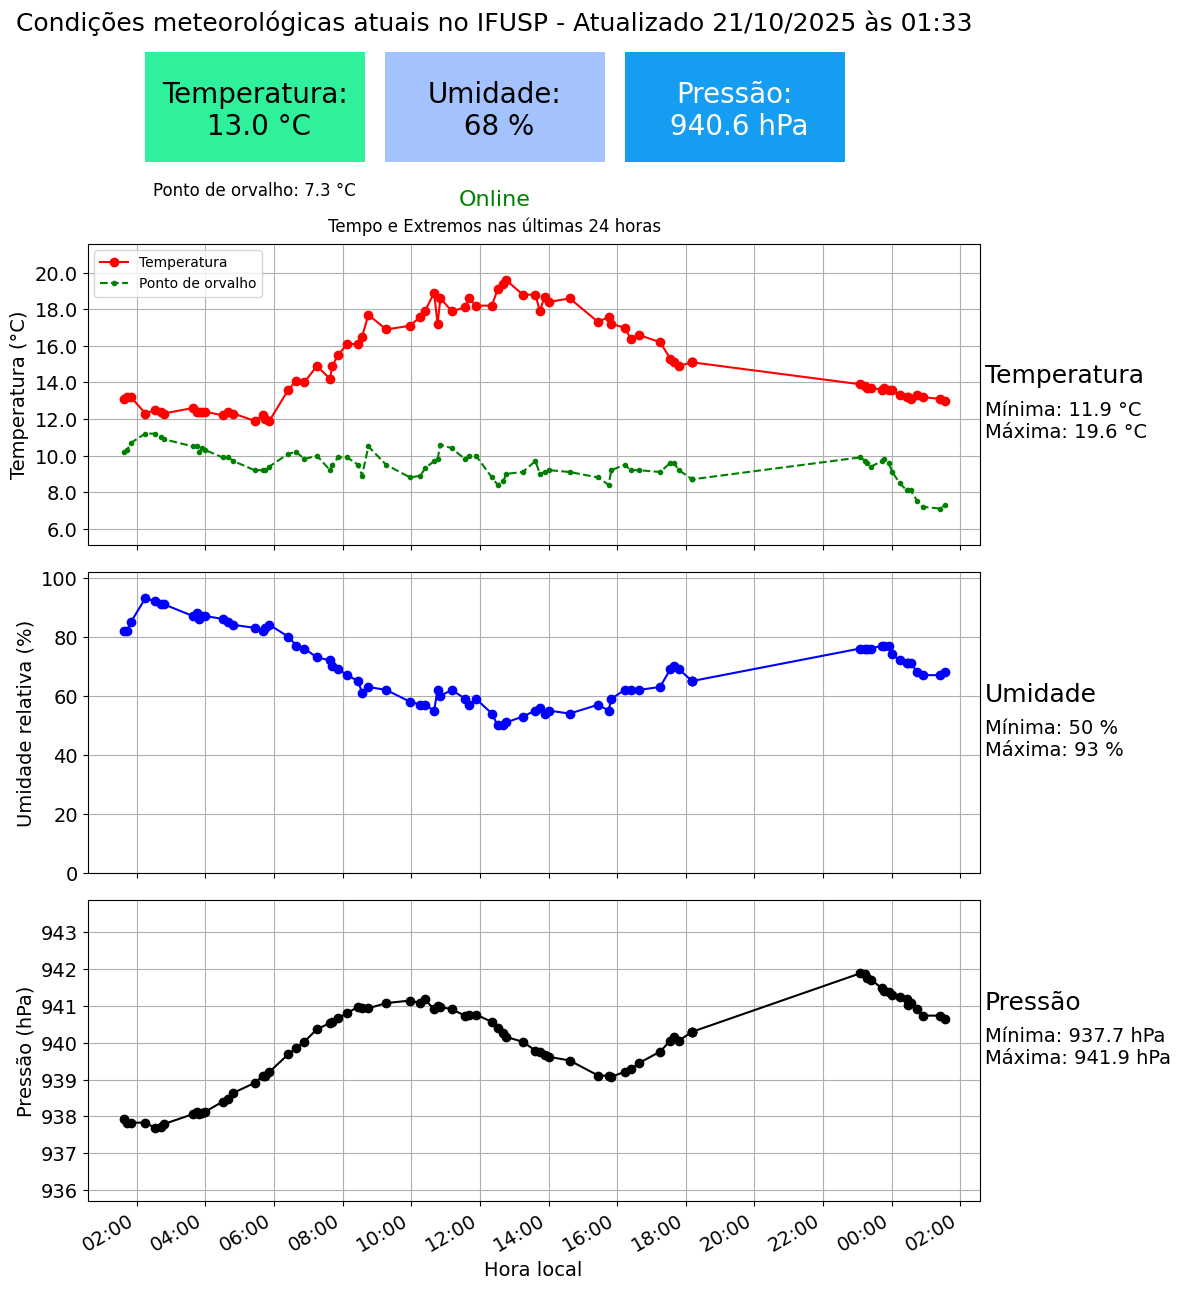 Condições meteorológicas atuais no IFUSP - Atualizado 21/10/2025 às 01:33
Temperatura:
13.0 °C
Umidade:
68 %
Pressão:
940.6 hPa
Ponto de orvalho: 7.3 °C
Online
Tempo e Extremos nas últimas 24 horas
Temperatura
Ponto de orvalho
Temperatura (°C)
20.0
18.0
16.0
14.0
12.0
10.0
8.0
6.0
Temperatura
Mínima: 11.9 °C
Máxima: 19.6 °C
Umidade relativa (%)
100
80
60
40
20
0
Umidade
Mínima: 50 %
Máxima: 93 %
Pressão (hPa)
943
942
941
940
939
938
937
936
Pressão
Mínima: 937.7 hPa
Máxima: 941.9 hPa
02:00 04:00 06:00 08:00 10:00 12:00 14:00 16:00 18:00 20:00 22:00 00:00 02:00
Hora local